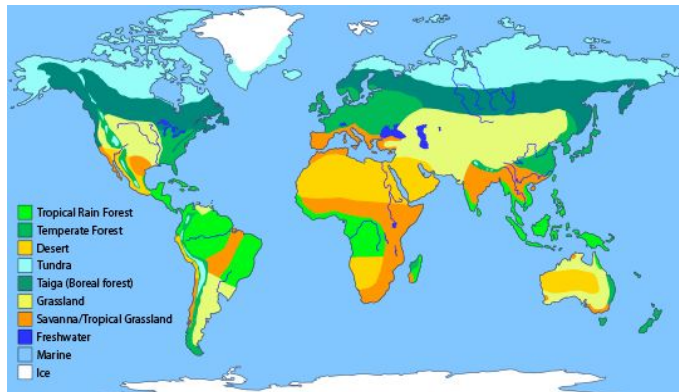 Tropical Rain Forest
Temperate Forest
Desert
Tundra
Taiga (Boreal forest)
Grassland
Savanna/Tropical Grassland
Freshwater
Marine
Ice